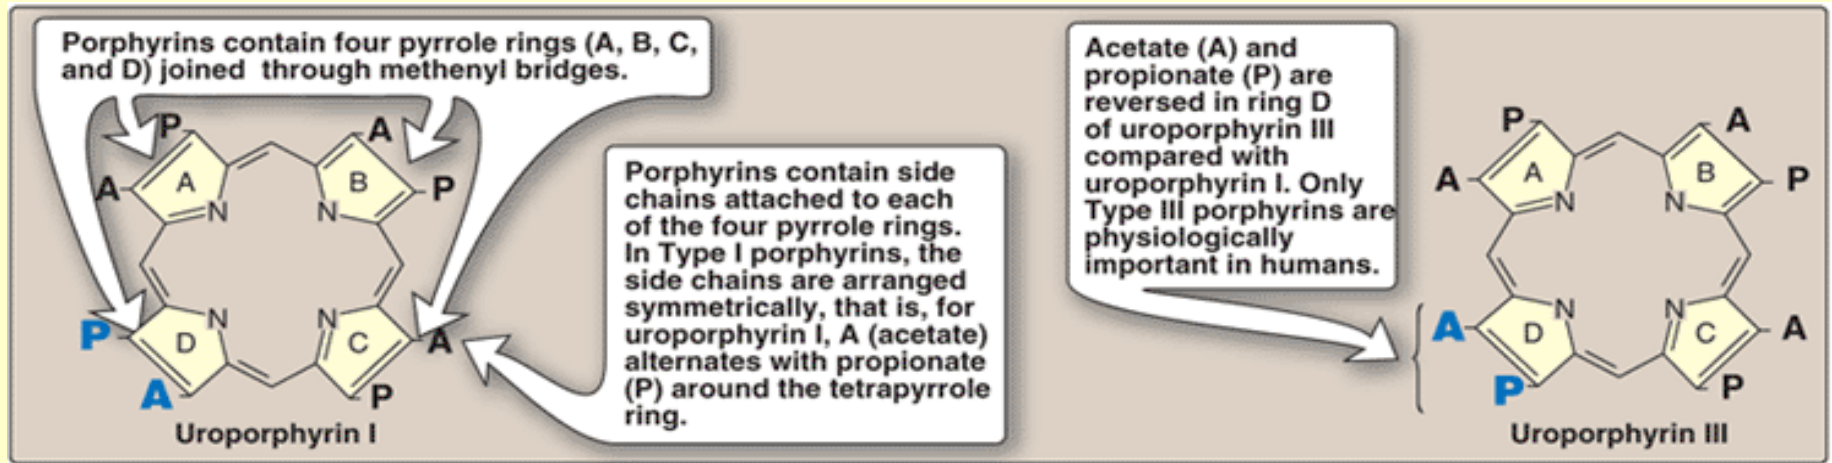 Porphyrins contain four pyrrole rings (A, B, C,
and D) joined through methenyl bridges.
P
A
A
B
A
P
N
N
N
N
P
D
C
A
A
P
Uroporphyrin I
Porphyrins contain side
chains attached to each
of the four pyrrole rings.
In Type I porphyrins, the
side chains are arranged
symmetrically, that is, for
uroporphyrin I, A (acetate)
alternates with propionate
(P) around the tetrapyrrole
ring.
Acetate (A) and
propionate (P) are
reversed in ring D
of uroporphyrin III
compared with
uroporphyrin I. Only
Type III porphyrins are
physiologically
important in humans.
P
A
A
A
B
P
N
N
N
N
A
D
C
A
P
P
Uroporphyrin III